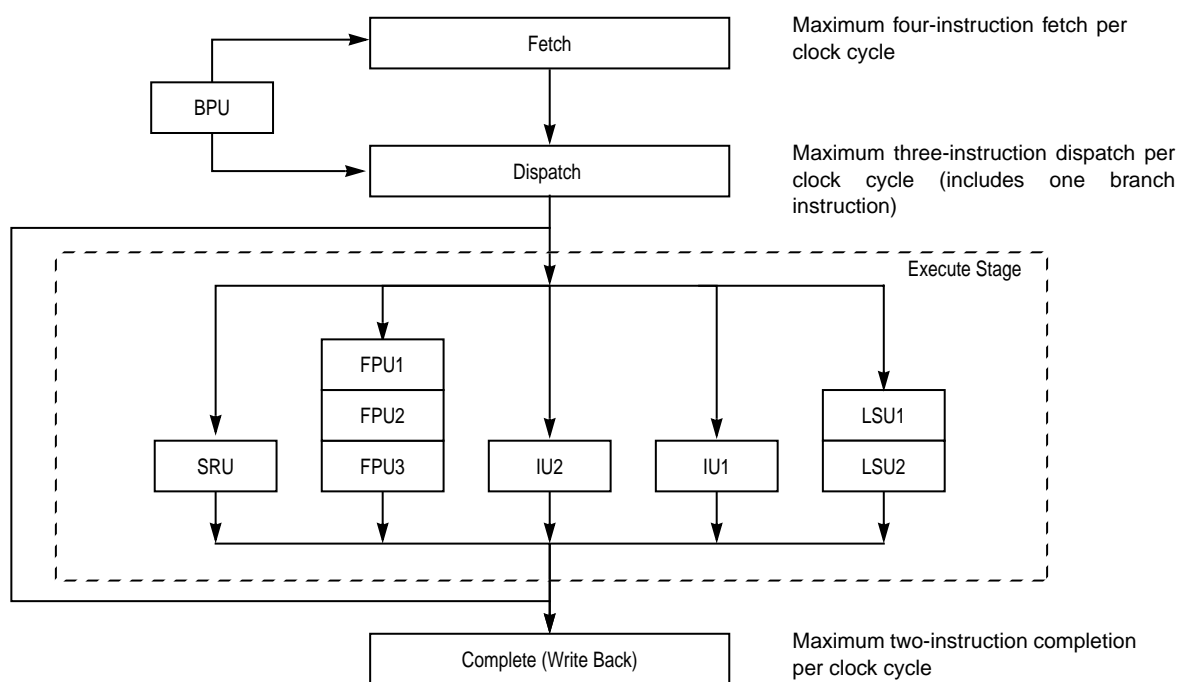 Maximum four-instruction fetch per
clock cycle
Fetch
BPU
Maximum three-instruction dispatch per
clock cycle (includes one branch
instruction)
Dispatch
Execute Stage
FPU1
FPU2
LSU1
SRU
FPU3
IU2
IU1
LSU2
Complete (Write Back)
Maximum two-instruction completion
per clock cycle